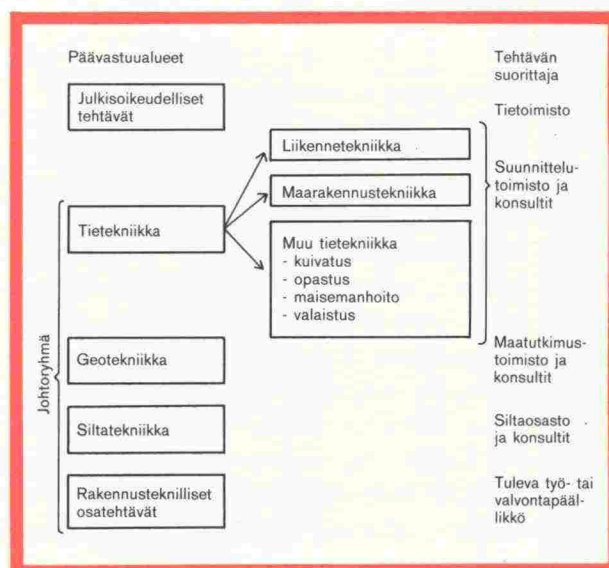 Päävastuualueet
Tehtävän
suorittaja
Julkisoikeudelliset
tehtävät
Tietoimisto
Liikennetekniikka
Maarakennustekniikka
Suunnittelu-
toimisto ja
konsultit
Tietekniikka
Muu tietekniikka
- kuivatus
- opastus
- maisemanhoito
- valaistus
Johtoryhmä
Geotekniikka
Maatutkimus-
toimisto ja
konsultit
Siltatekniikka
Siltaosasto
ja konsultit
Rakennusteknilliset
osatehtävät
Tuleva työ- tai
valvontapääl-
likkö